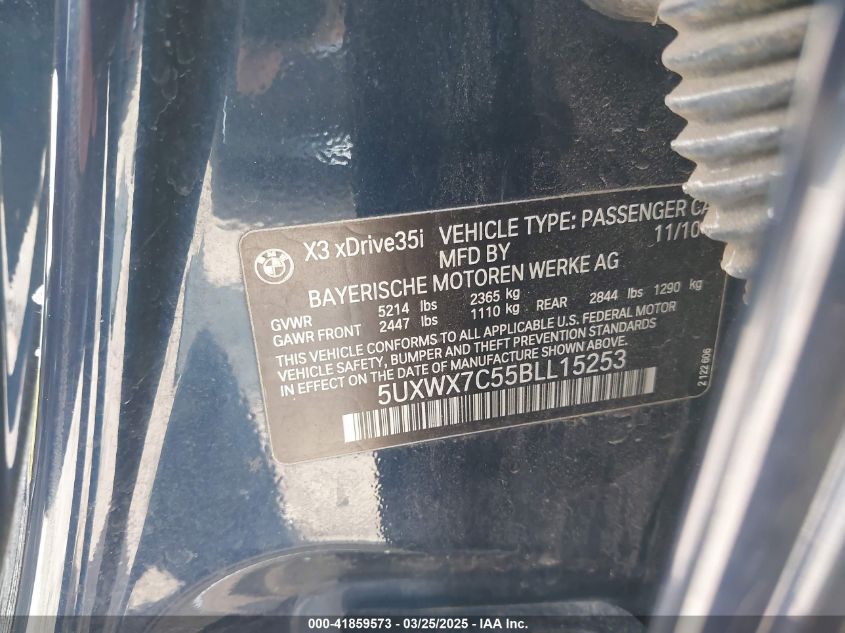 BMW
X3 xDrive35i VEHICLE TYPE: PASSENGER
MFD BY 11/10
BAYERISCHE MOTOREN WERKE AG
GVWR 5214 lbs 2365 kg
GAWR FRONT 2447 lbs 1110 kg REAR 2844 lbs 1290 kg
THIS VEHICLE CONFORMS TO ALL APPLICABLE U.S. FEDERAL MOTOR
VEHICLE SAFETY, BUMPER AND THEFT PREVENTION STANDARDS
IN EFFECT ON THE DATE OF MANUFACTURE SHOWN ABOVE.
5UXWX7C55BLL15253
2 122 606
000-41859573 - 03/25/2025 - IAA Inc.